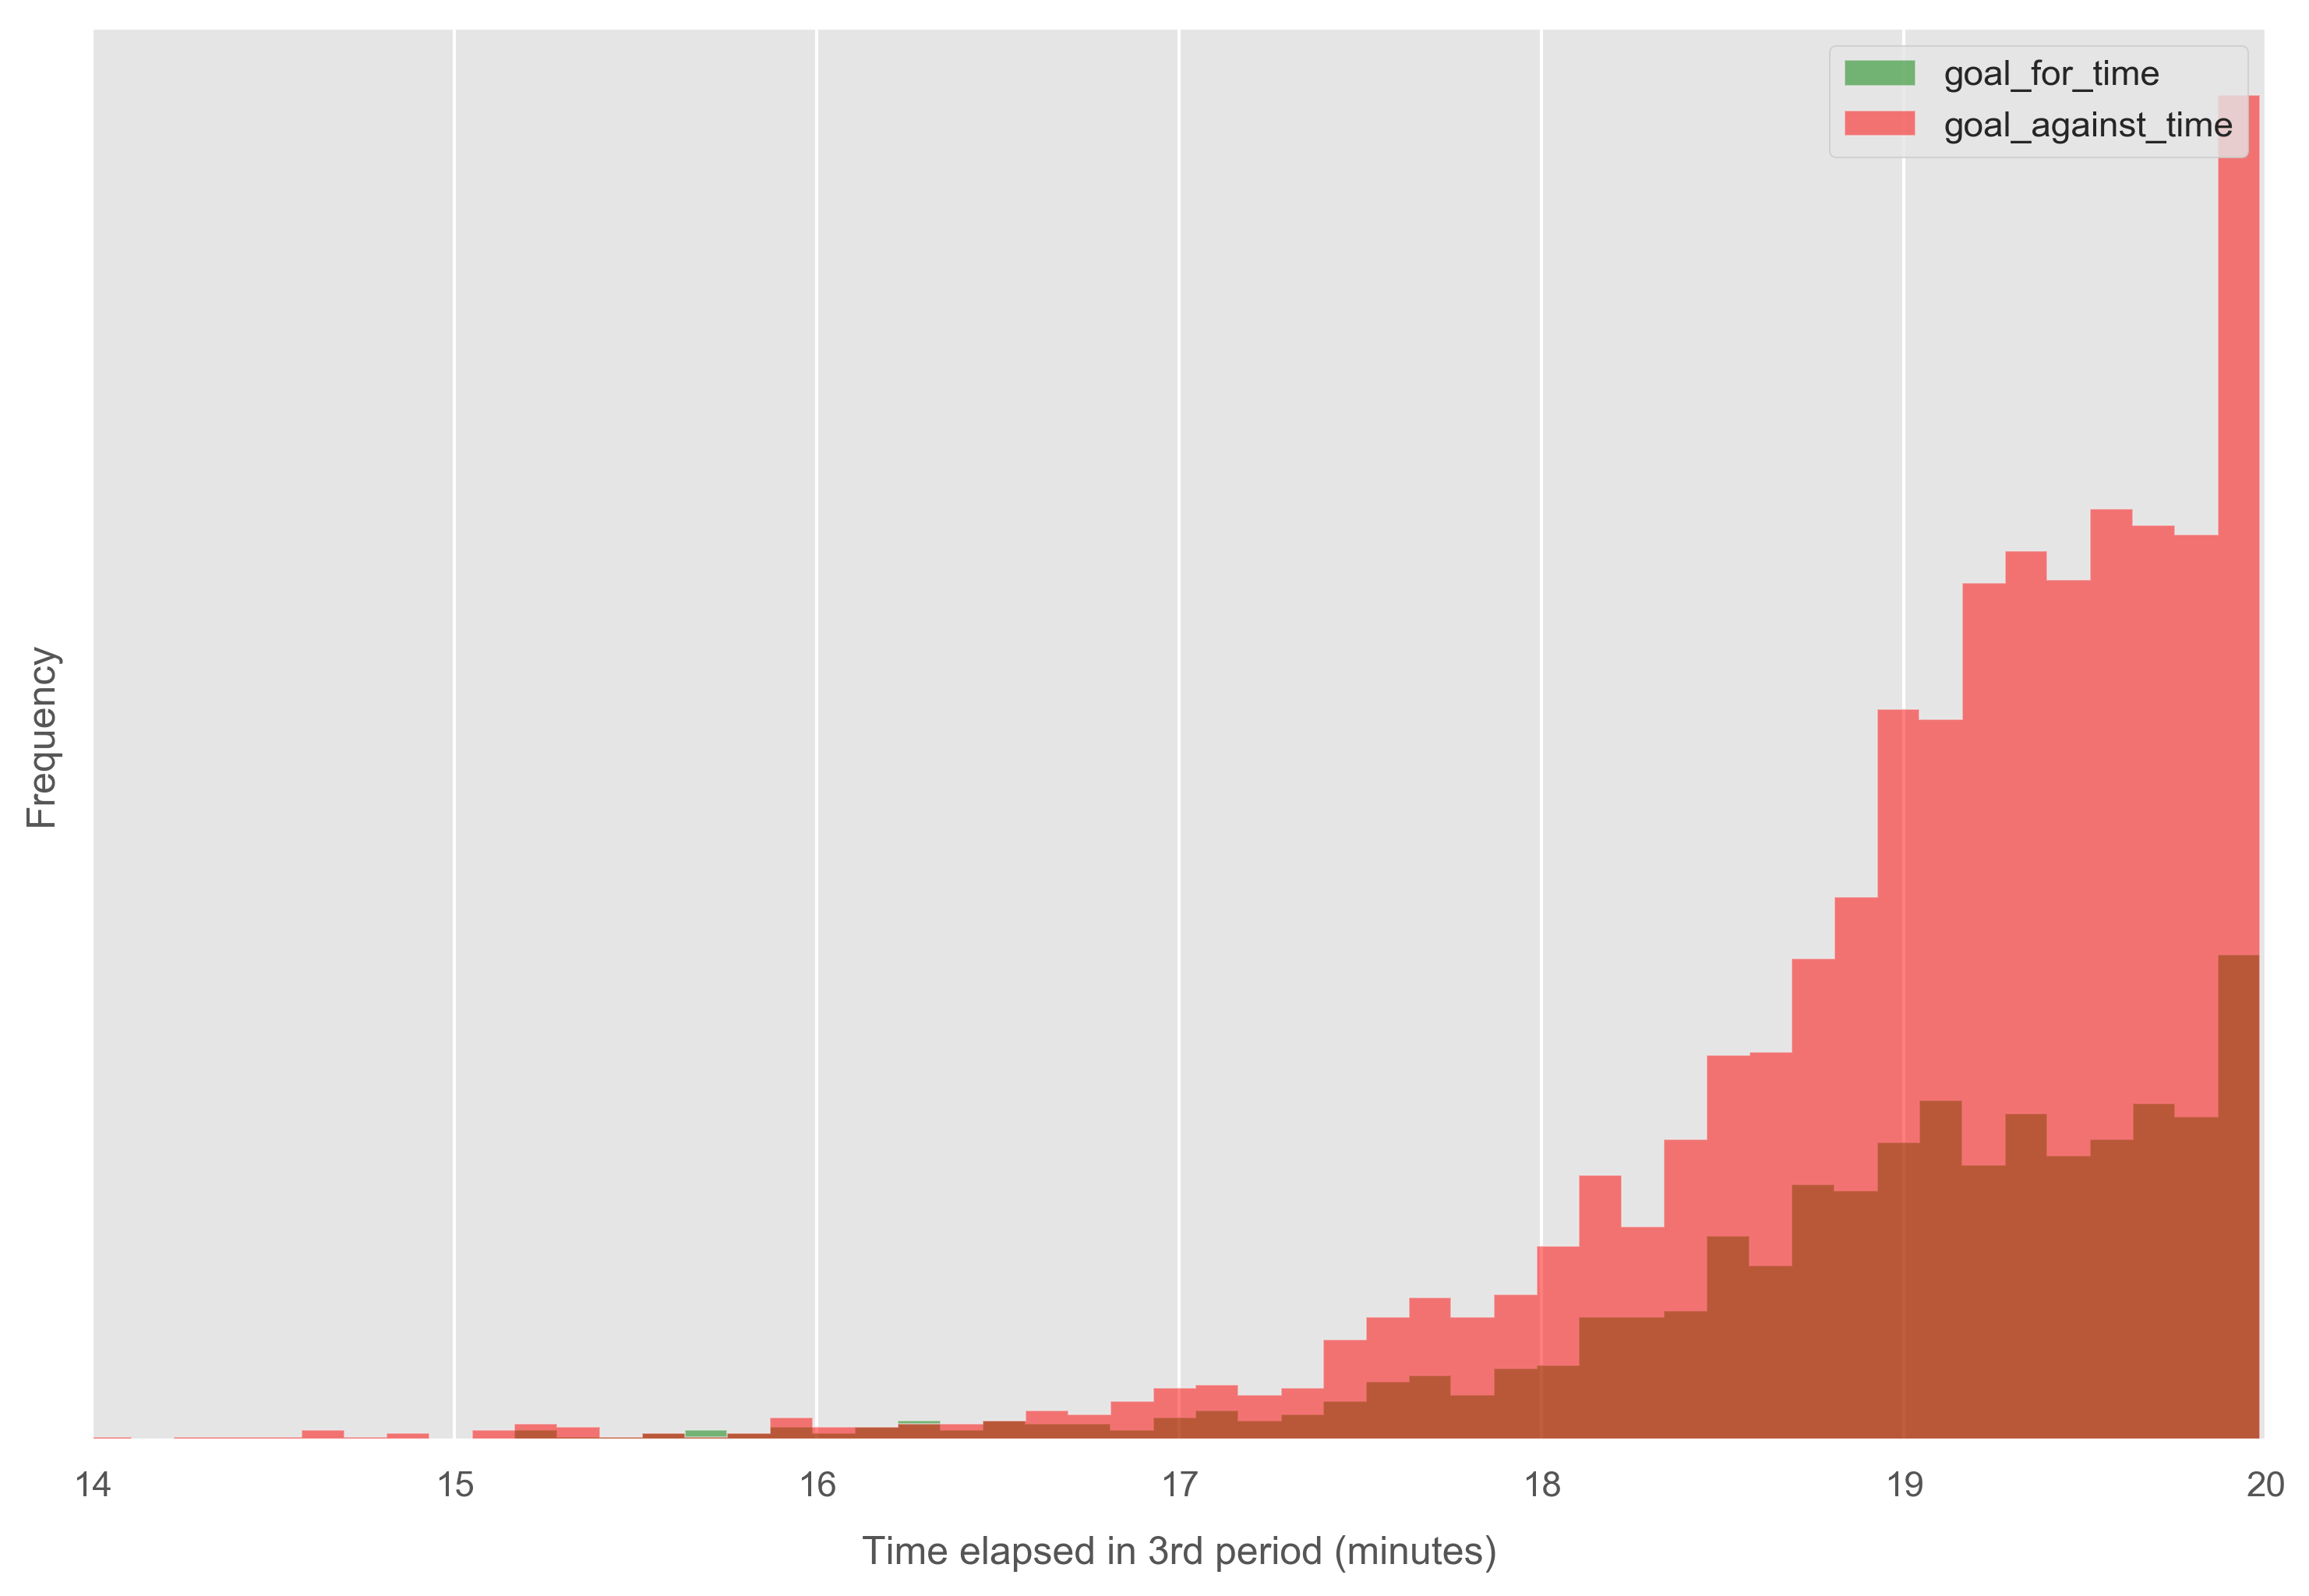 goal_for_time
goal_against_time
Frequency
14 15 16 17 18 19 20
Time elapsed in 3rd period (minutes)